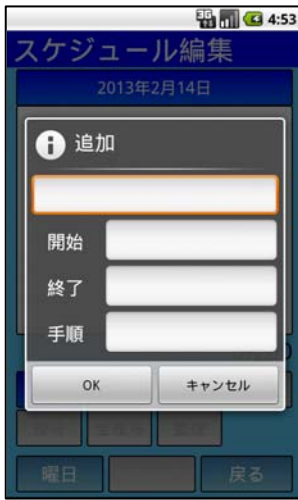 3G 4:53
スケジュール編集
2013年2月14日
追加
開始
終了
手順
OK キャンセル
曜日 戻る